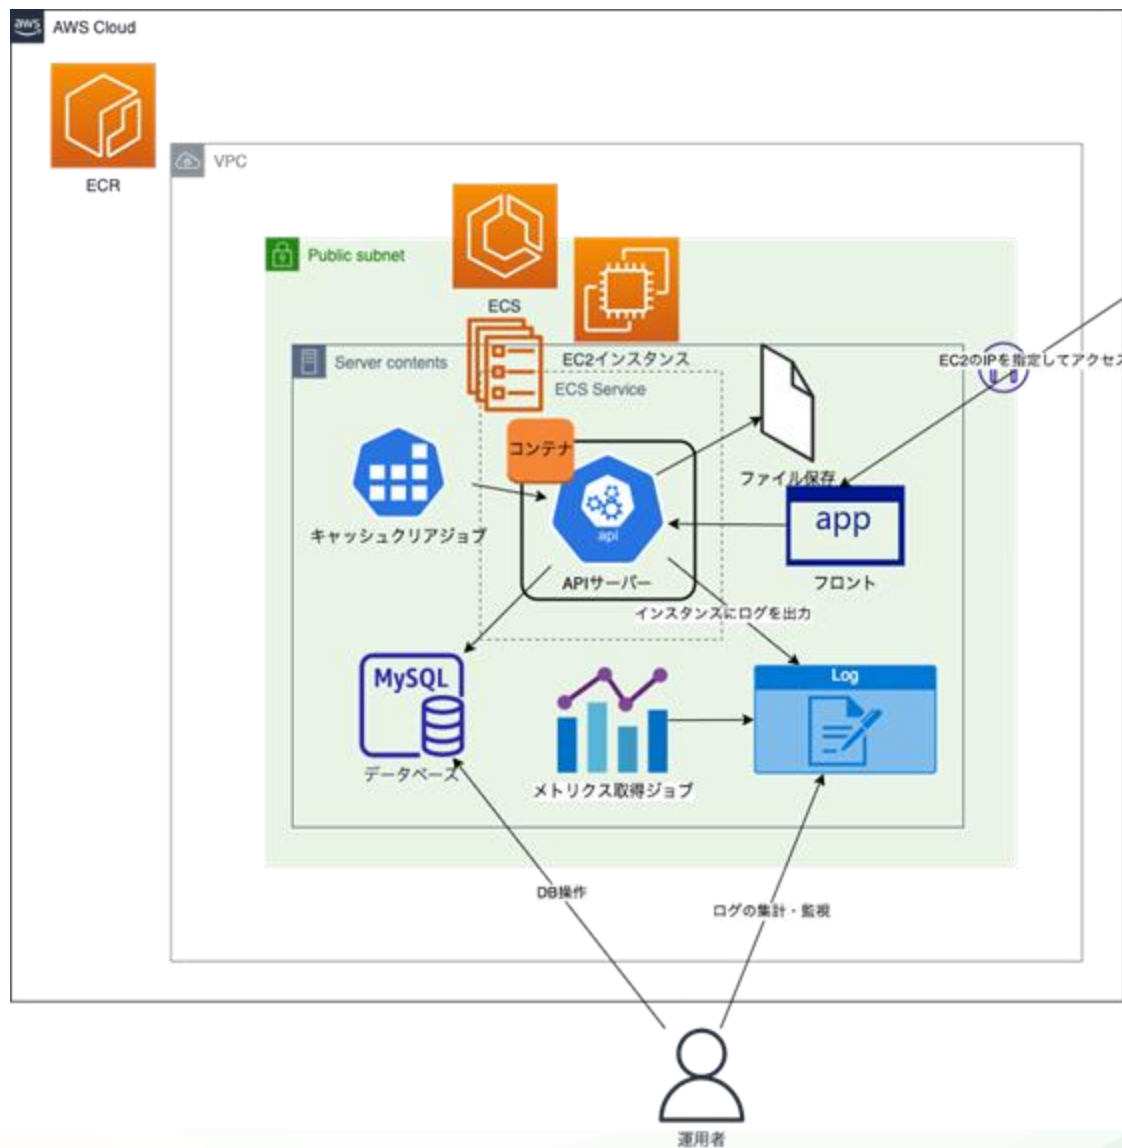 aws
AWS Cloud
ECR
VPC
Public subnet
ECS
EC2インスタンス
Server contents
ECS Service
EC2のIPを指定してアクセス
コンテナ
ファイル保存
キャッシュクリアジョブ
api
APIサーバー
app
フロント
インスタンスにログを出力
MySQL
データベース
Log
メトリクス取得ジョブ
DB操作
ログの集計・監視
運用者